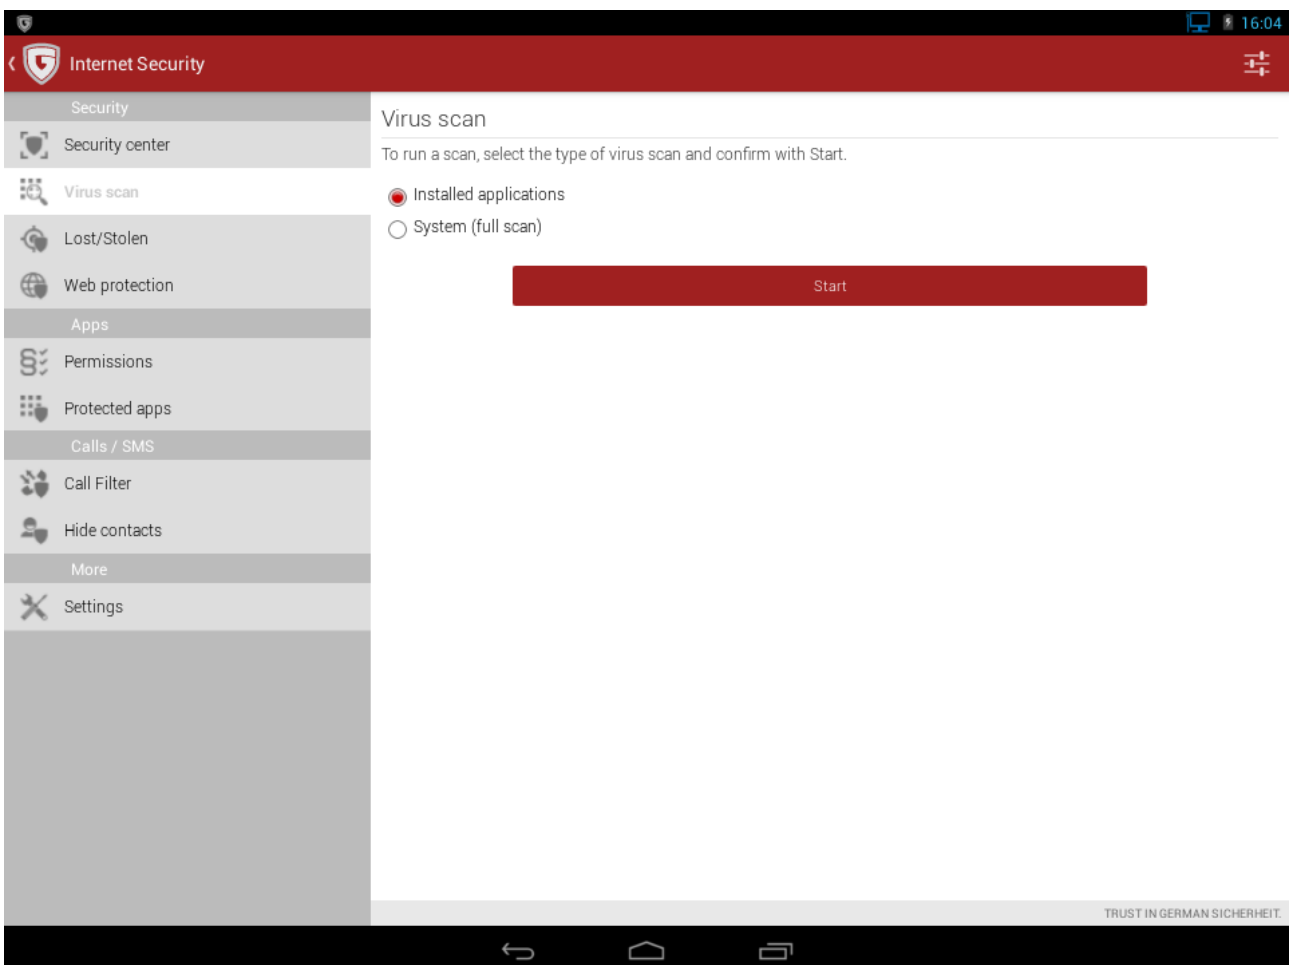 16:04
Internet Security
Security
Security center
Virus scan
Lost/Stolen
Web protection
Apps
Permissions
Protected apps
Calls / SMS
Call Filter
Hide contacts
More
Settings
Virus scan
To run a scan, select the type of virus scan and confirm with Start.
Installed applications
System (full scan)
Start
TRUST IN GERMAN SICHERHEIT.